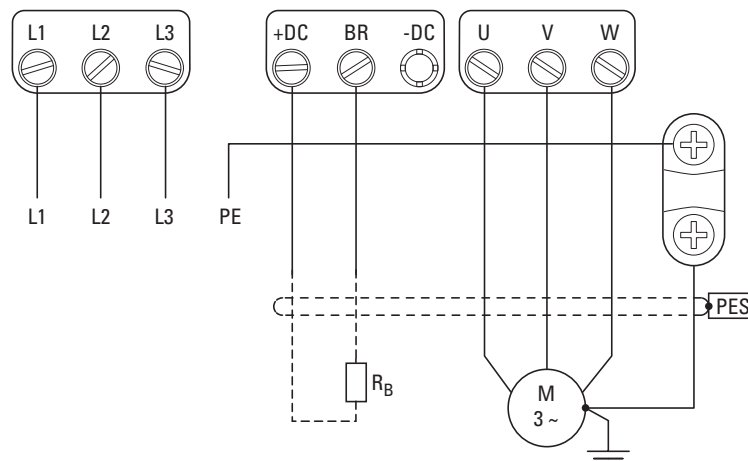 L1 L2 L3 +DC BR -DC U V W
L1 L2 L3 PE
PES
RB
M
3 ~